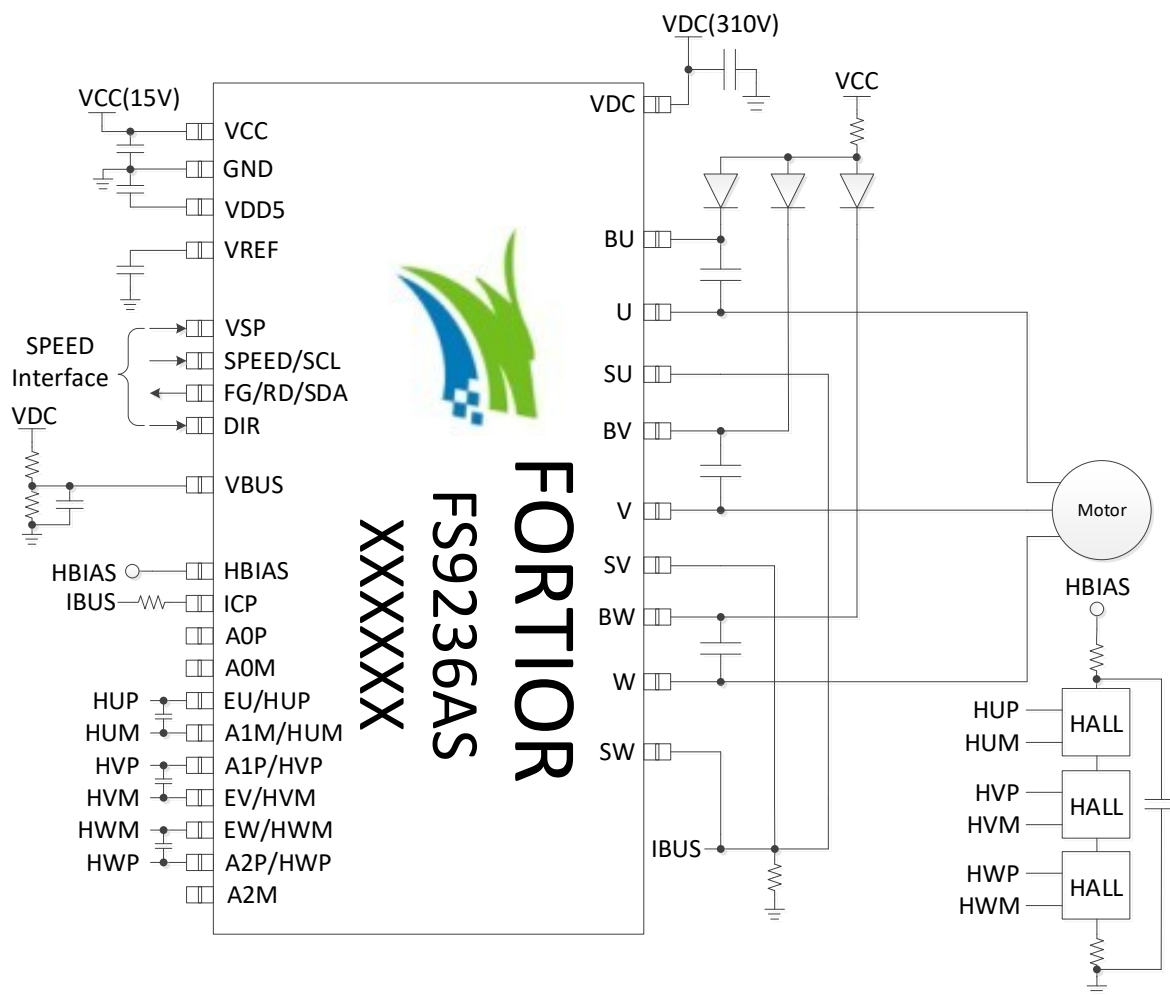 VDC(310V)
VCC(15V)
VCC
VDC
VCC
GND
VDD5
VREF
VSP
SPEED/SCL
FG/RD/SDA
DIR
SPEED
Interface
VDC
VBUS
HBIAS
HBIAS
IBUS
ICP
A0P
A0M
HUP
EU/HUP
HUM
A1M/HUM
HVP
A1P/HVP
HVM
EV/HVM
HWM
EW/HWM
HWP
A2P/HWP
A2M
FORTIOR
FS9236AS
XXXXXX
BU
U
SU
BV
V
SV
BW
W
SW
IBUS
Motor
HBIAS
HUP
HUM
HALL
HVP
HVM
HALL
HWP
HWM
HALL